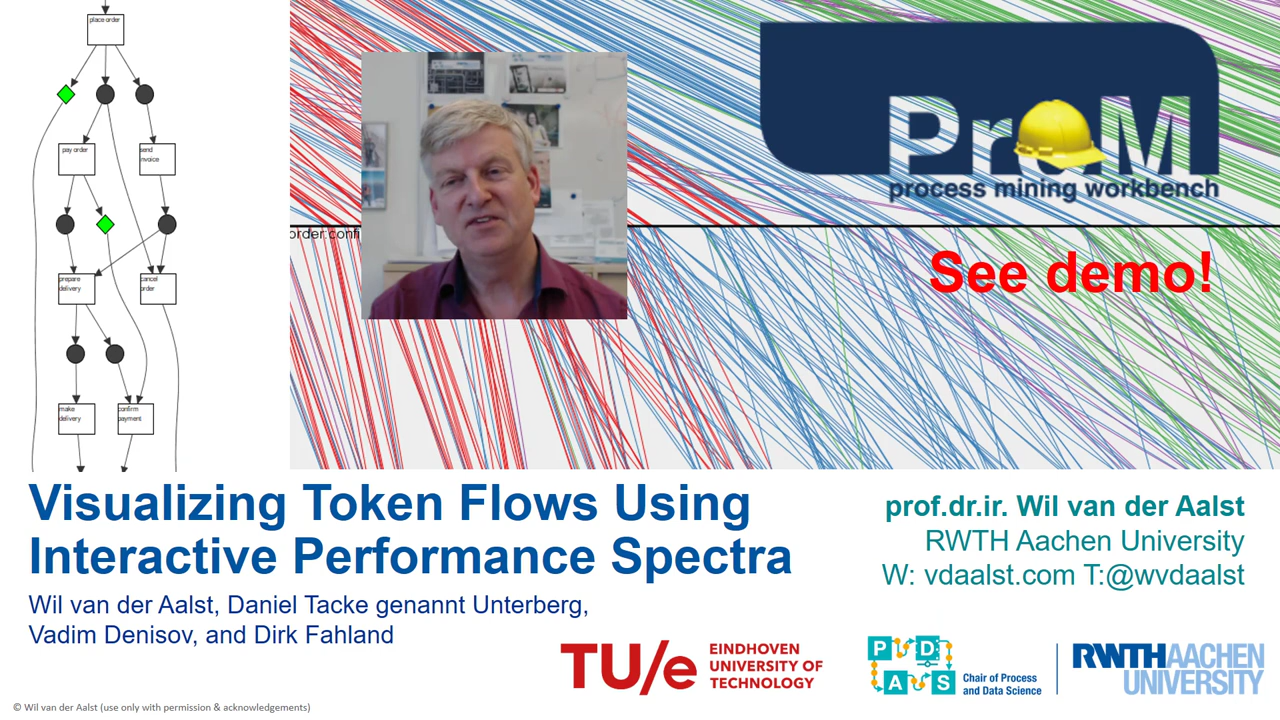 place order
pay order
send
invoice
prepare
delivery
cancel
order
make
delivery
confirm
payment
order:confi
ProM
process mining workbench
See demo!
Visualizing Token Flows Using
Interactive Performance Spectra
Wil van der Aalst, Daniel Tacke genannt Unterberg,
Vadim Denisov, and Dirk Fahland
prof.dr.ir. Wil van der Aalst
RWTH Aachen University
W: vdaalst.com T:@wvdaalst
TU/e
EINDHOVEN
UNIVERSITY OF
TECHNOLOGY
P D
A S
Chair of Process
and Data Science
RWTH AACHEN
UNIVERSITY
© Wil van der Aalst (use only with permission & acknowledgements)